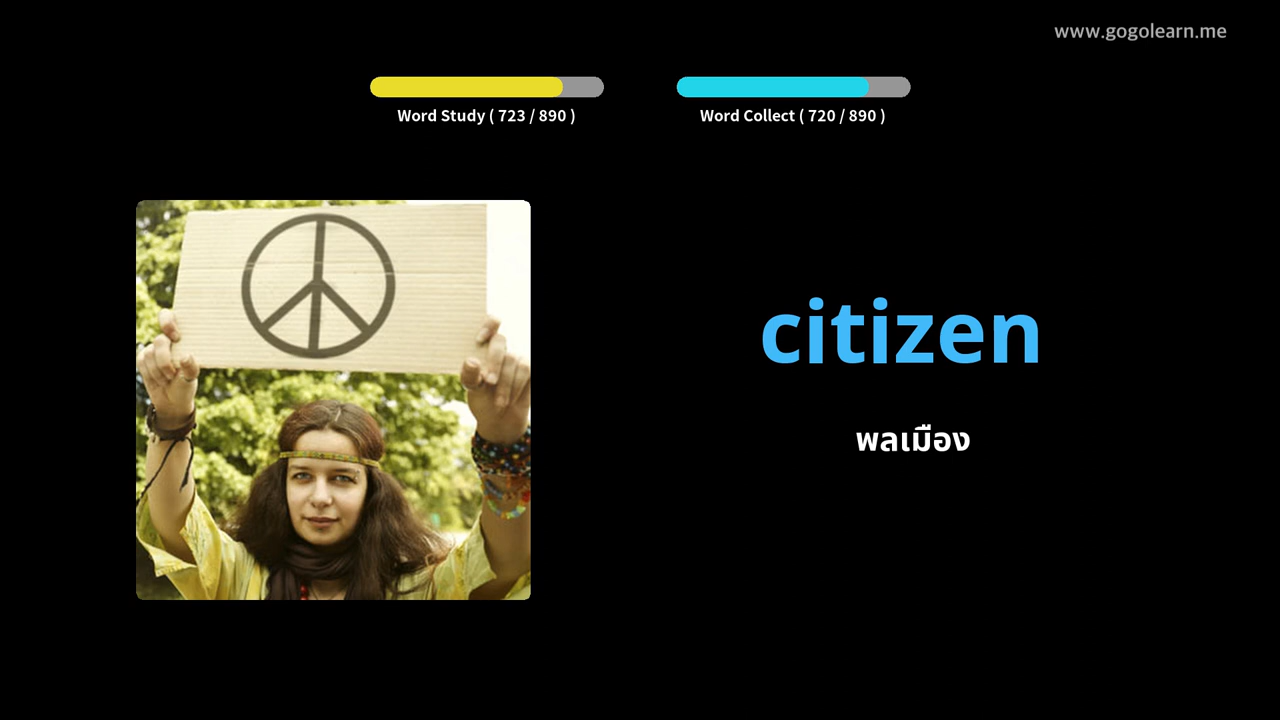 www.gogolearn.me
Word Study ( 723 / 890 )
Word Collect ( 720 / 890 )
citizen
พลเมือง